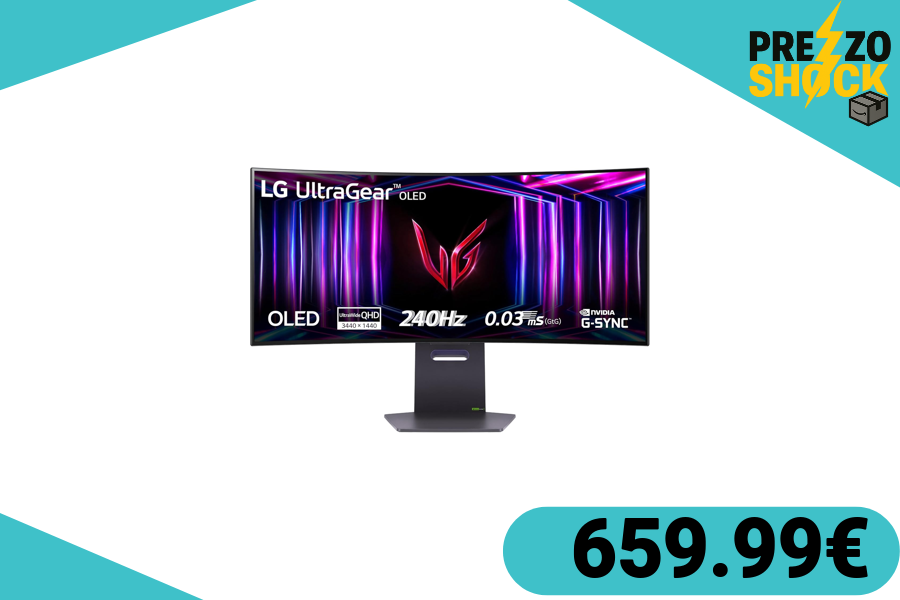 PREZZO
SHOCK
LG UltraGear™ OLED
OLED
UltraWide QHD
3440 × 1440
240Hz
0.03ms (GtG)
NVIDIA
G-SYNC
659.99€